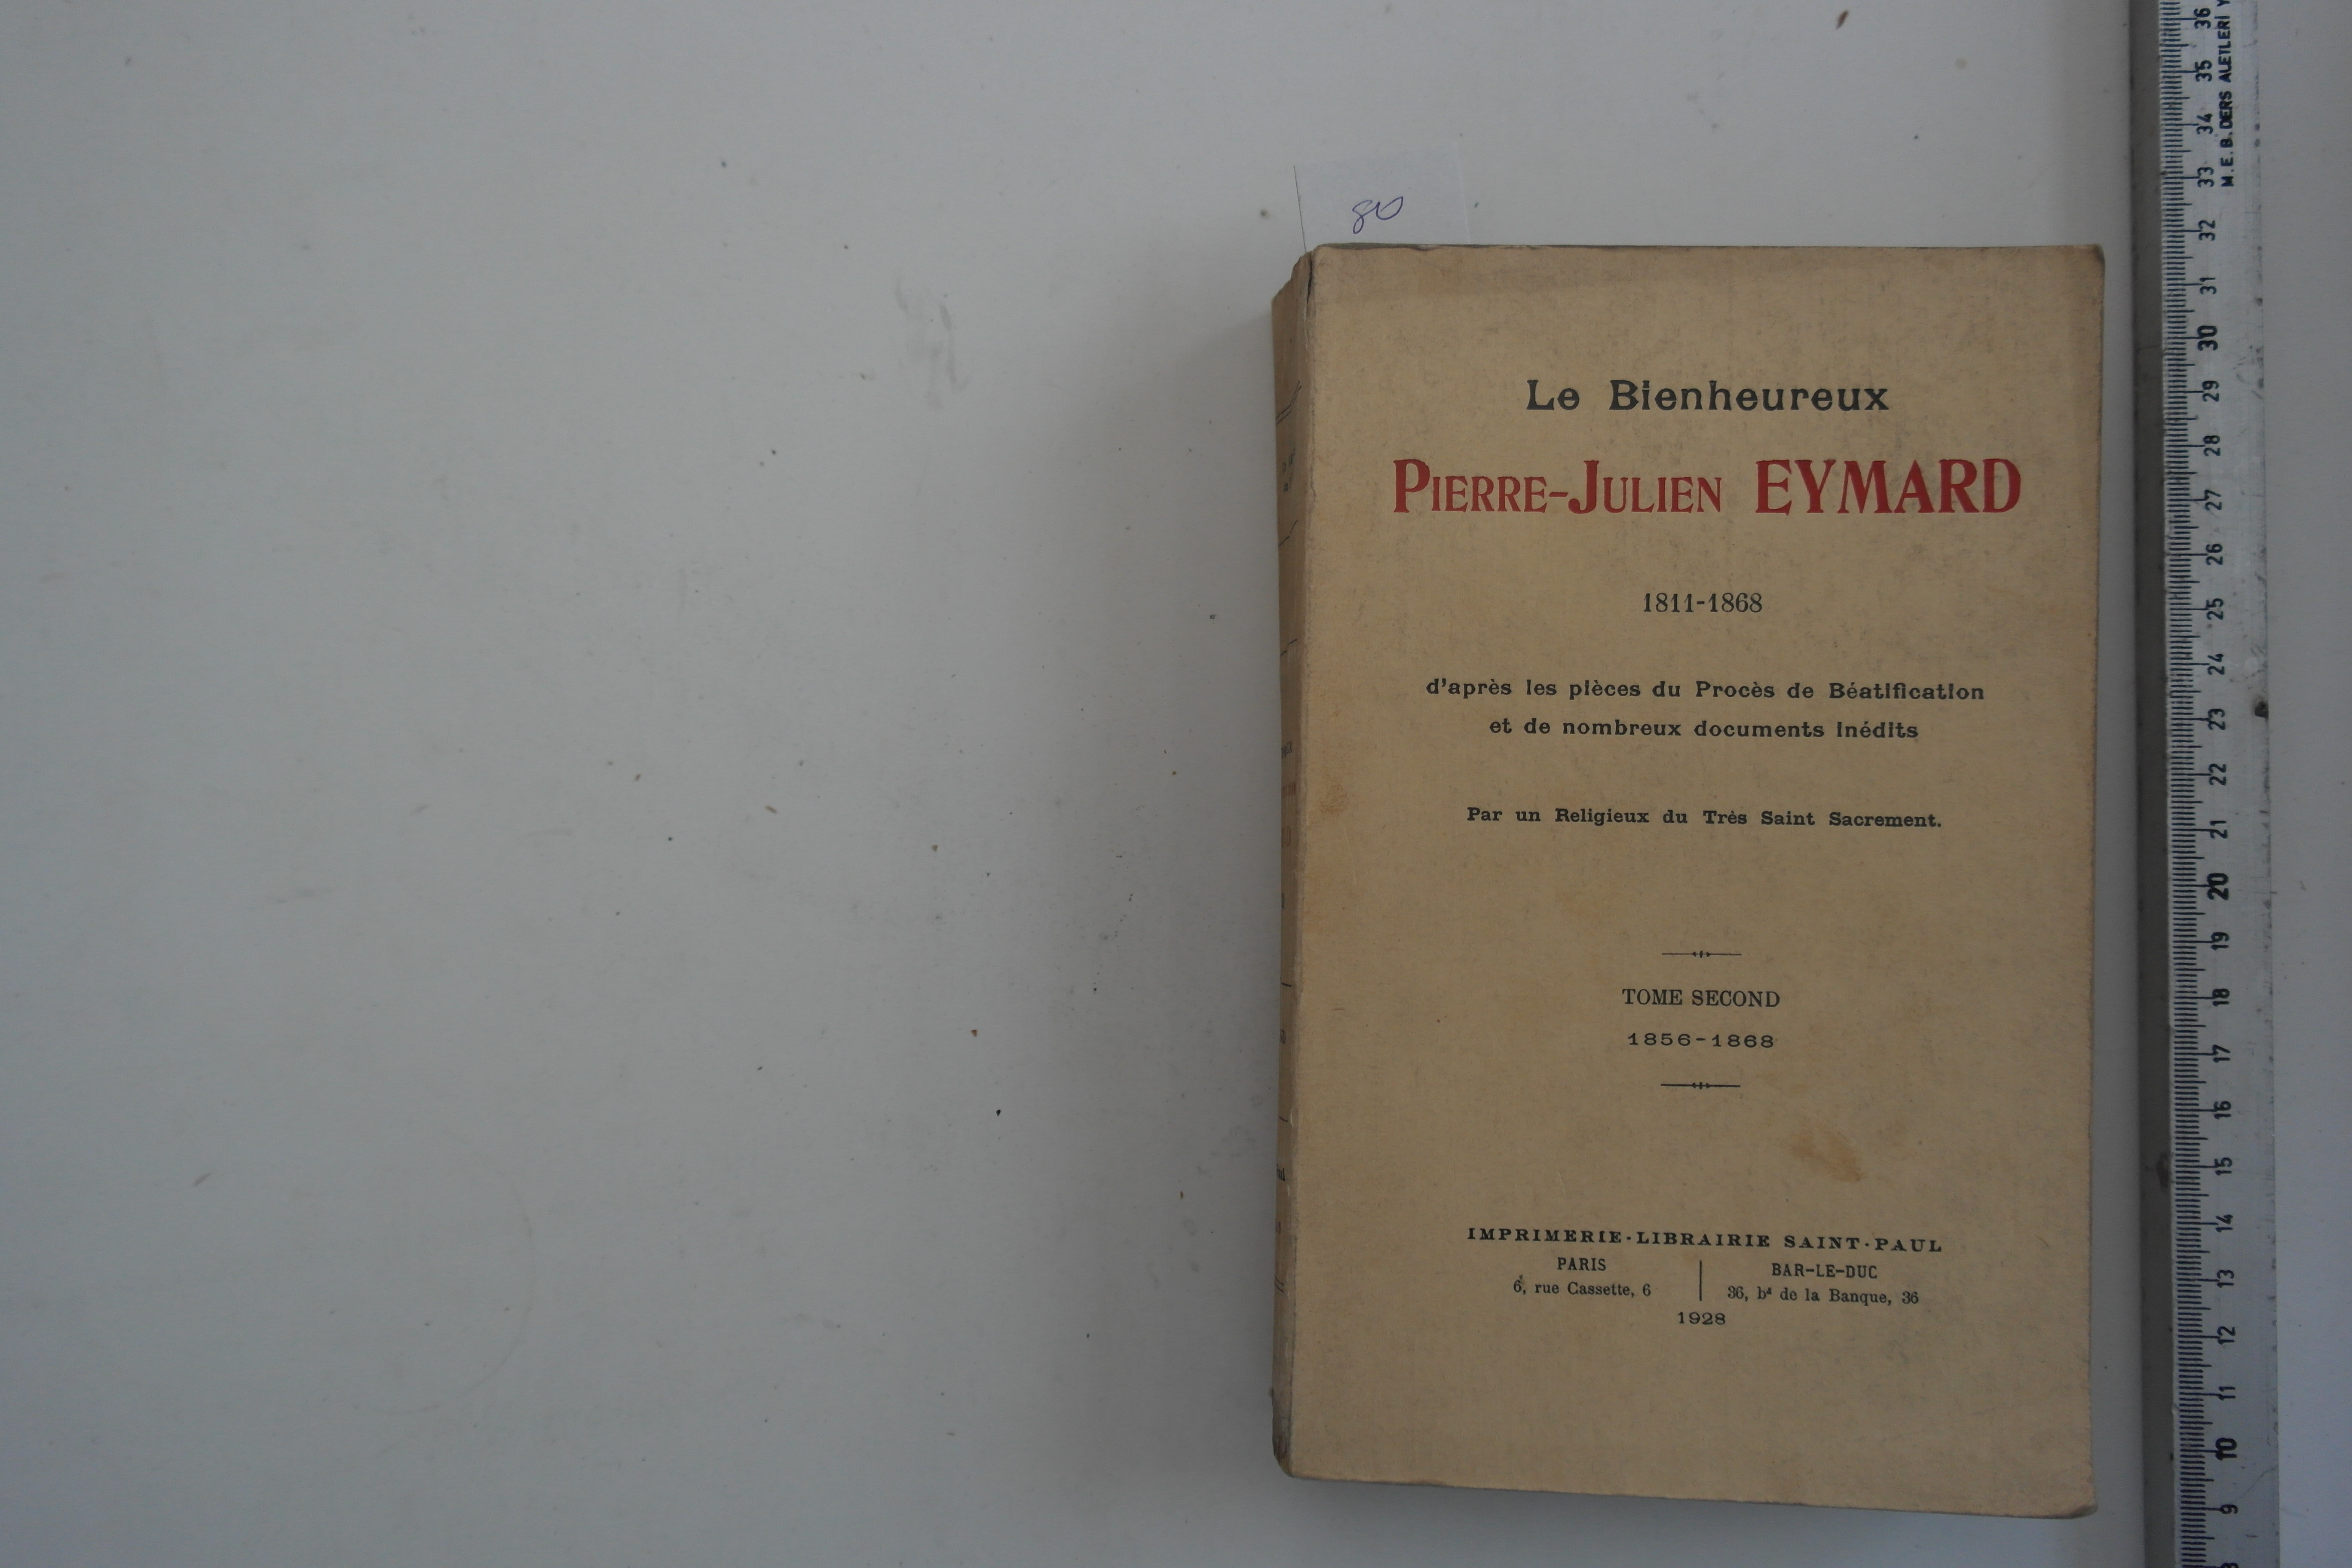 80
Le Bienheureux
PIERRE-JULIEN EYMARD
1811-1868
d'après les pièces du Procès de Béatification
et de nombreux documents inédits
Par un Religieux du Très Saint Sacrement.
TOME SECOND
1856-1868
IMPRIMERIE-LIBRAIRIE SAINT-PAUL
PARIS
6, rue Cassette, 6
BAR-LE-DUC
36, bd de la Banque, 36
1928
M.E.B. DERS ALETLERİ
36
35
34
33
32
31
30
29
28
27
26
25
24
23
22
21
20
19
18
17
16
15
14
13
12
11
10
9